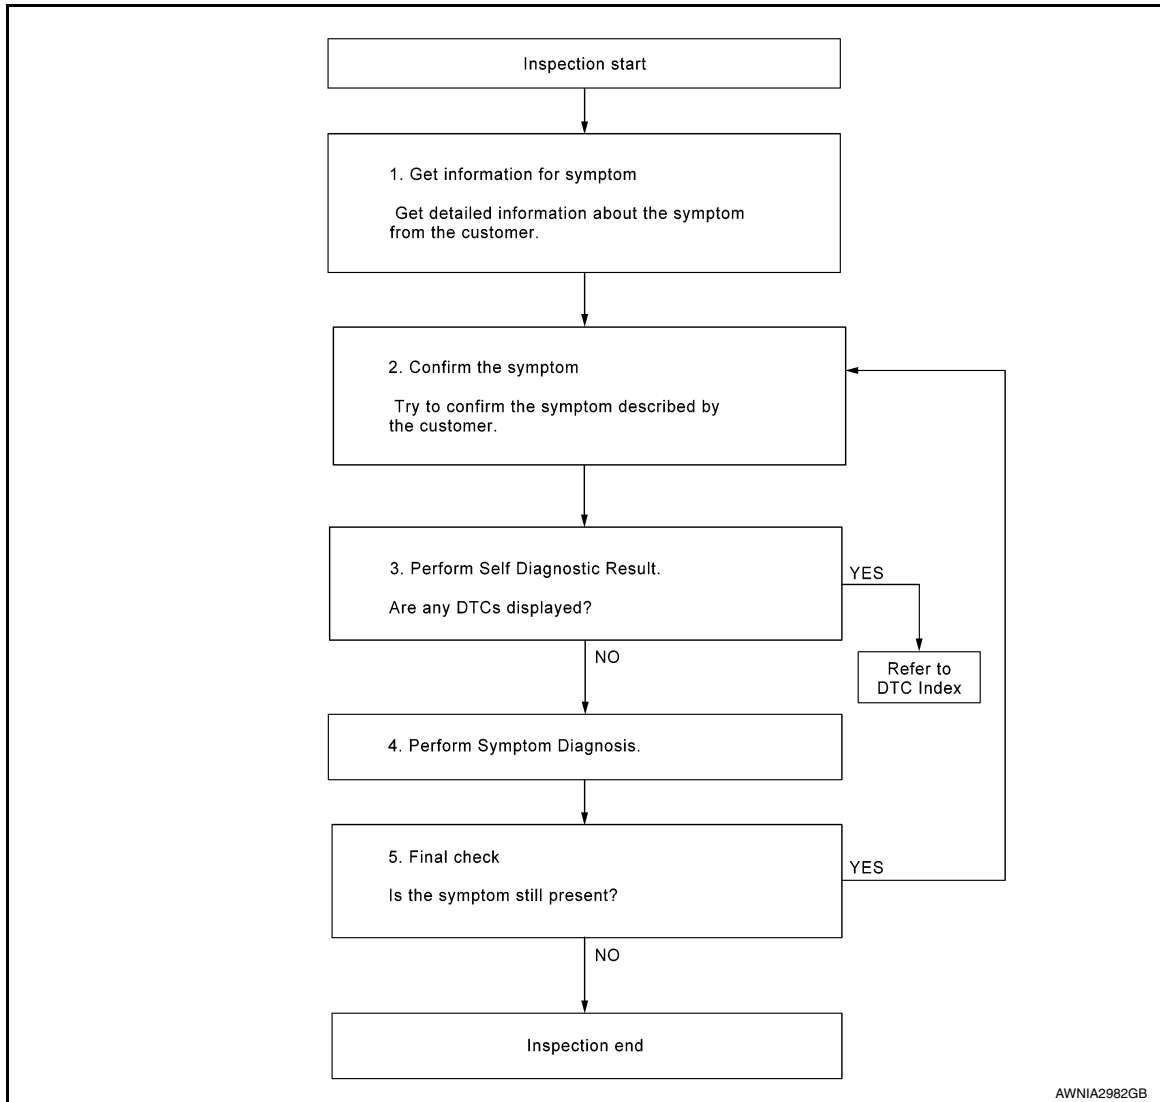 Inspection start
1. Get information for symptom
Get detailed information about the symptom
from the customer.
2. Confirm the symptom
Try to confirm the symptom described by
the customer.
3. Perform Self Diagnostic Result.
Are any DTCs displayed?
YES
Refer to
DTC Index
NO
4. Perform Symptom Diagnosis.
5. Final check
Is the symptom still present?
YES
NO
Inspection end
AWNIA2982GB